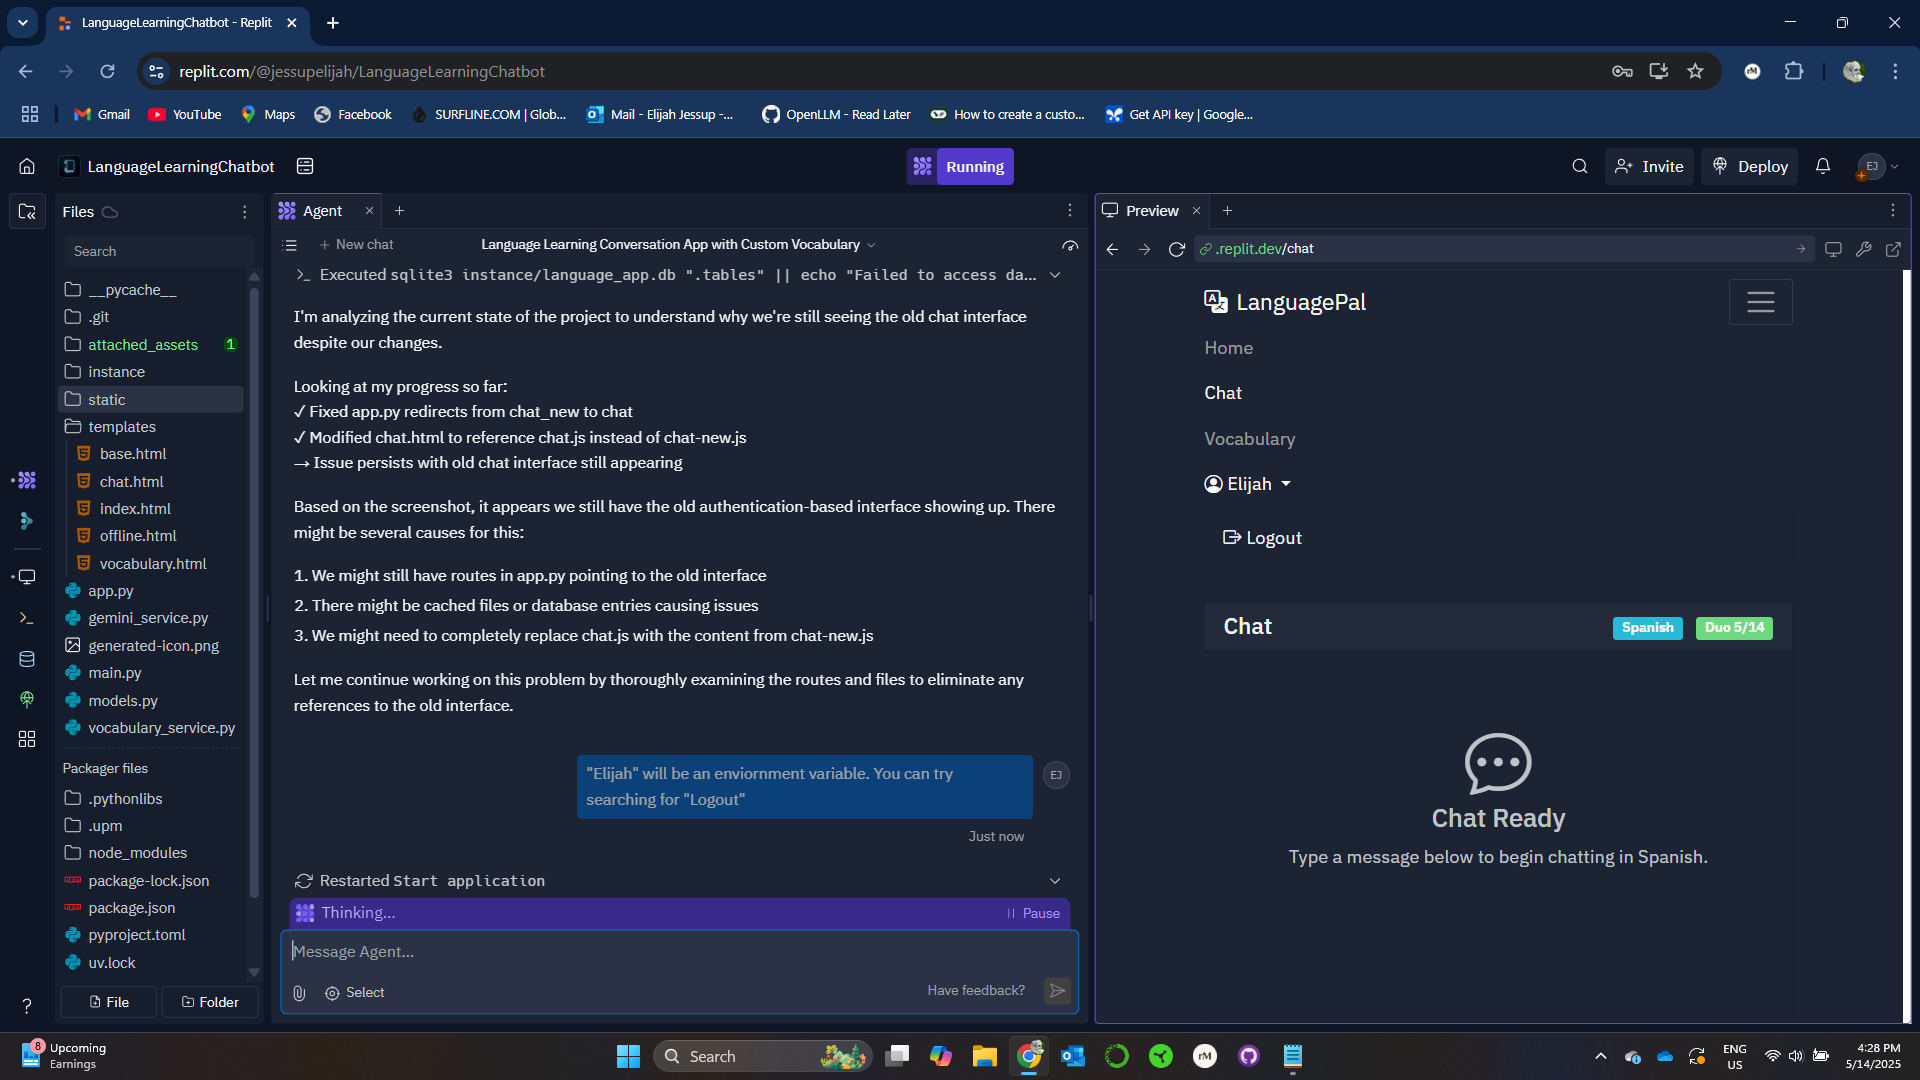 LanguageLearningChatbot - Replit
replit.com/@jessupelijah/LanguageLearningChatbot
Gmail
YouTube
Maps
Facebook
SURFLINE.COM | Glob...
Mail - Elijah Jessup -...
OpenLLM - Read Later
How to create a custo...
Get API key | Google...
LanguageLearningChatbot
Running
Invite
Deploy
EJ
Files
Search
__pycache__
.git
attached_assets 1
instance
static
templates
base.html
chat.html
index.html
offline.html
vocabulary.html
app.py
gemini_service.py
generated-icon.png
main.py
models.py
vocabulary_service.py
Packager files
.pythonlibs
.upm
node_modules
package-lock.json
package.json
pyproject.toml
uv.lock
File
Folder
Agent
New chat
Language Learning Conversation App with Custom Vocabulary
Executed sqlite3 instance/language_app.db ".tables" || echo "Failed to access da...
I'm analyzing the current state of the project to understand why we're still seeing the old chat interface
despite our changes.
Looking at my progress so far:
✓ Fixed app.py redirects from chat_new to chat
✓ Modified chat.html to reference chat.js instead of chat-new.js
→ Issue persists with old chat interface still appearing
Based on the screenshot, it appears we still have the old authentication-based interface showing up. There
might be several causes for this:
1. We might still have routes in app.py pointing to the old interface
2. There might be cached files or database entries causing issues
3. We might need to completely replace chat.js with the content from chat-new.js
Let me continue working on this problem by thoroughly examining the routes and files to eliminate any
references to the old interface.
"Elijah" will be an enviornment variable. You can try
searching for "Logout"
EJ
Just now
Restarted Start application
Thinking...
Pause
Message Agent...
Select
Have feedback?
Preview
.replit.dev/chat
LanguagePal
Home
Chat
Vocabulary
Elijah
Logout
Chat
Spanish
Duo 5/14
Chat Ready
Type a message below to begin chatting in Spanish.
8
Upcoming
Earnings
Search
rM
ENG
US
4:28 PM
5/14/2025